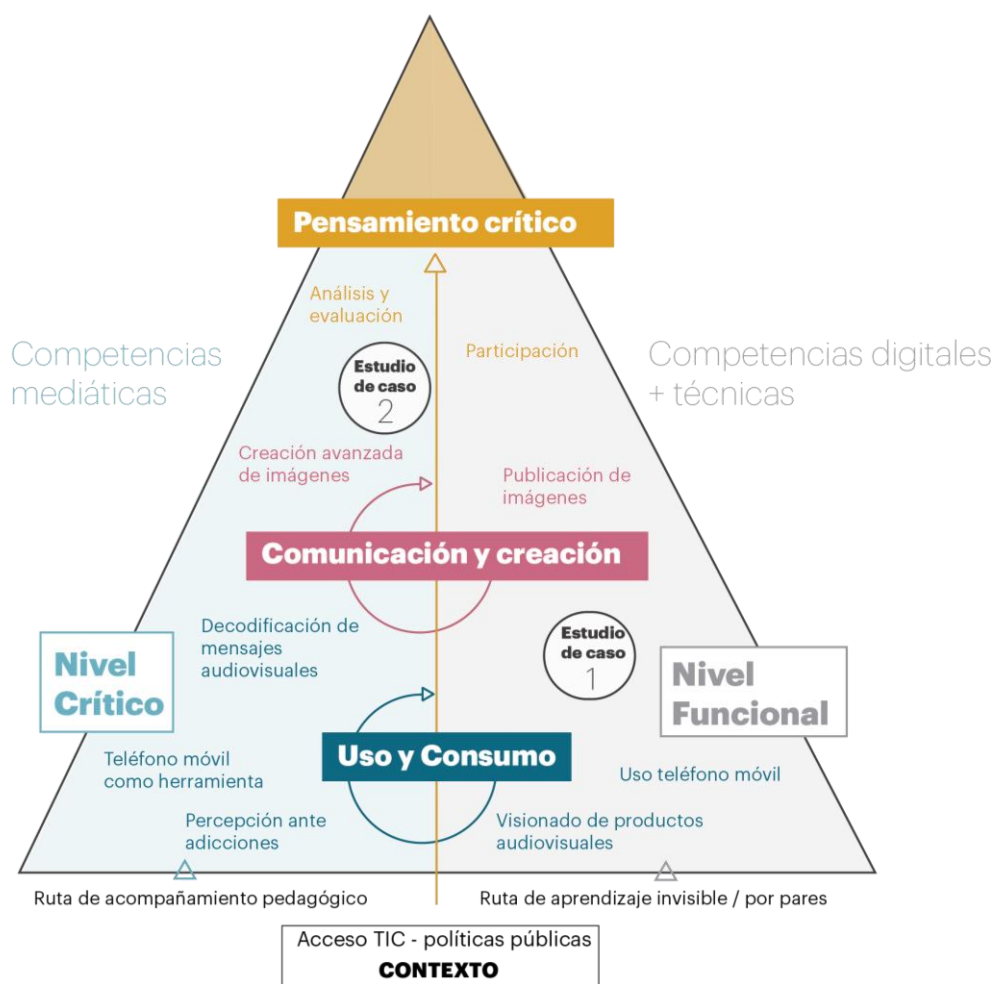 Pensamiento crítico
Análisis y
evaluación
Participación
Competencias
mediáticas
Competencias digitales
+ técnicas
Estudio
de caso
2
Creación avanzada
de imágenes
Publicación de
imágenes
Comunicación y creación
Decodificación de
mensajes
audiovisuales
Estudio
de caso
1
Nivel
Crítico
Nivel
Funcional
Uso y Consumo
Teléfono móvil
como herramienta
Uso teléfono móvil
Percepción ante
adicciones
Visionado de productos
audiovisuales
Ruta de acompañamiento pedagógico
Ruta de aprendizaje invisible / por pares
Acceso TIC - políticas públicas
CONTEXTO